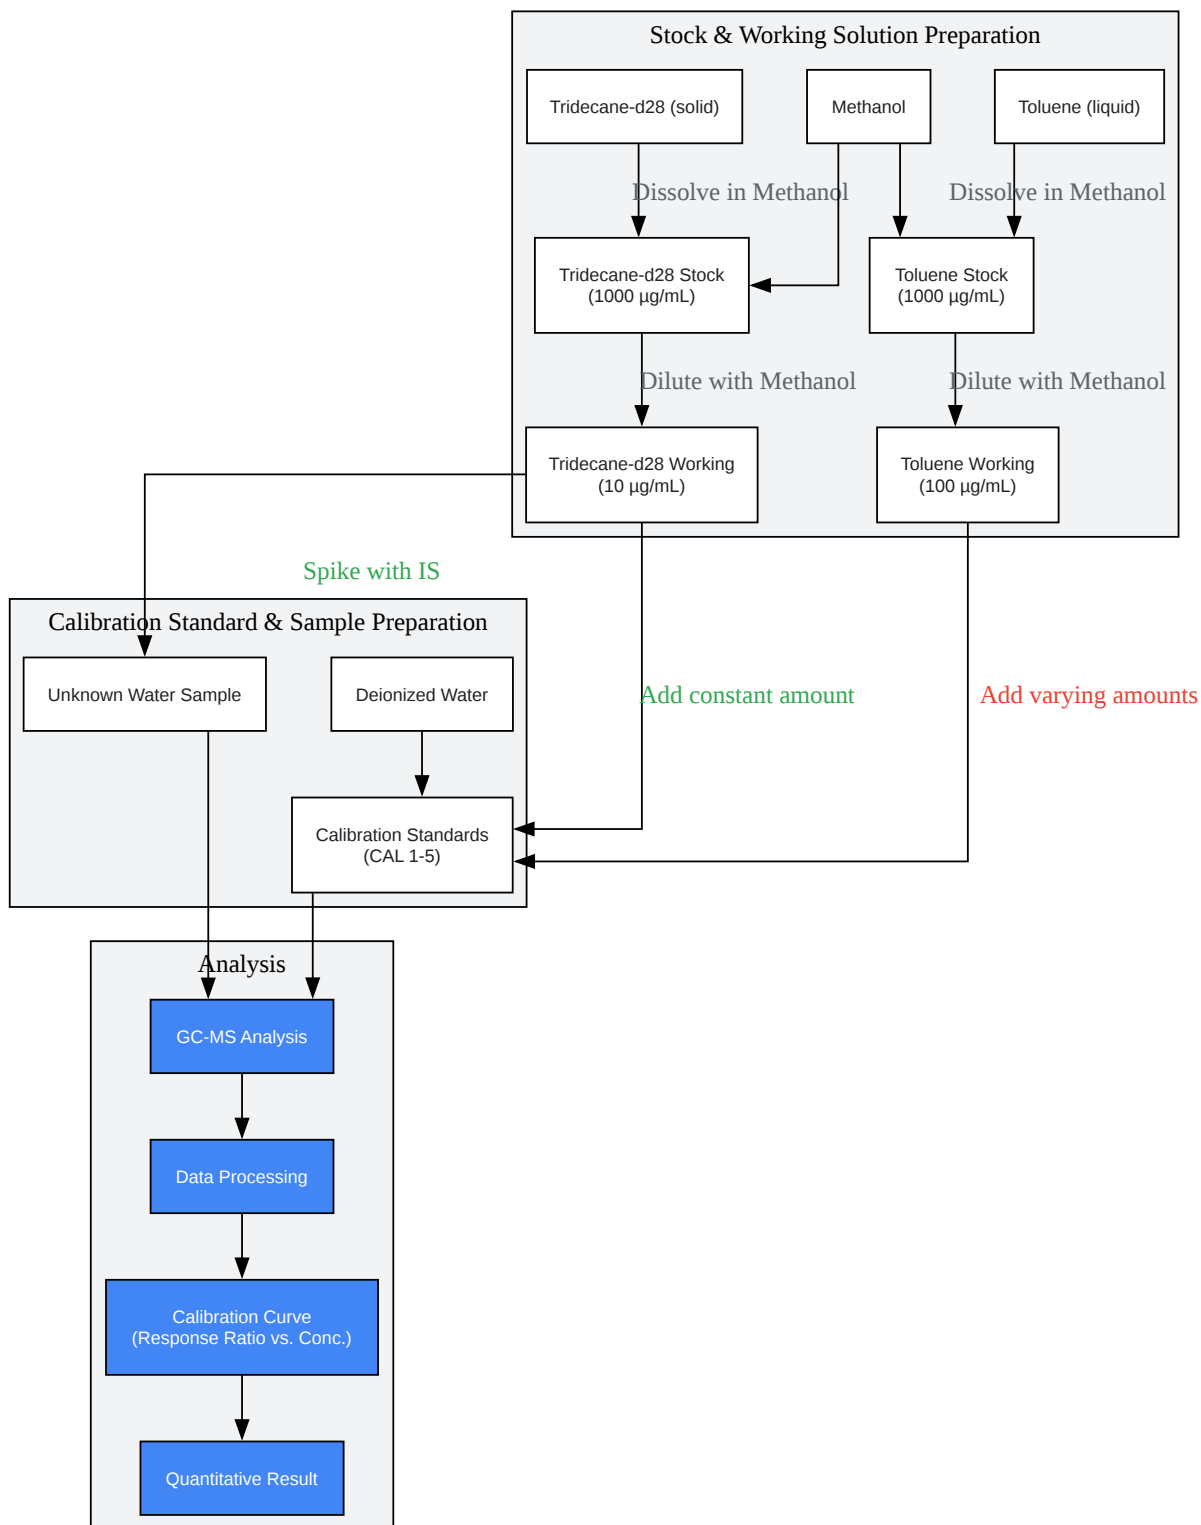 Stock & Working Solution Preparation
Tridecane-d28 (solid)
Methanol
Toluene (liquid)
Dissolve in Methanol
Dissolve in Methanol
Tridecane-d28 Stock
(1000 µg/mL)
Toluene Stock
(1000 µg/mL)
Dilute with Methanol
Dilute with Methanol
Tridecane-d28 Working
(10 µg/mL)
Toluene Working
(100 µg/mL)
Spike with IS
Calibration Standard & Sample Preparation
Unknown Water Sample
Deionized Water
Add constant amount
Add varying amounts
Calibration Standards
(CAL 1-5)
Analysis
GC-MS Analysis
Data Processing
Calibration Curve
(Response Ratio vs. Conc.)
Quantitative Result